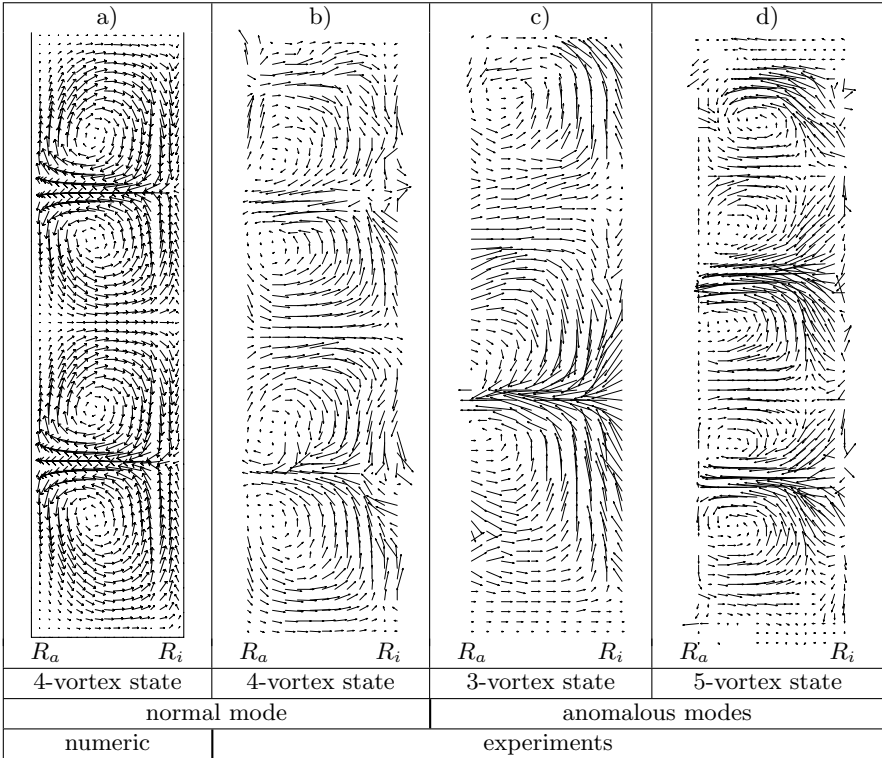 a) b) c) d)
R_a R_i R_a R_i R_a R_i R_a R_i
4-vortex state 4-vortex state 3-vortex state 5-vortex state
normal mode anomalous modes
numeric experiments